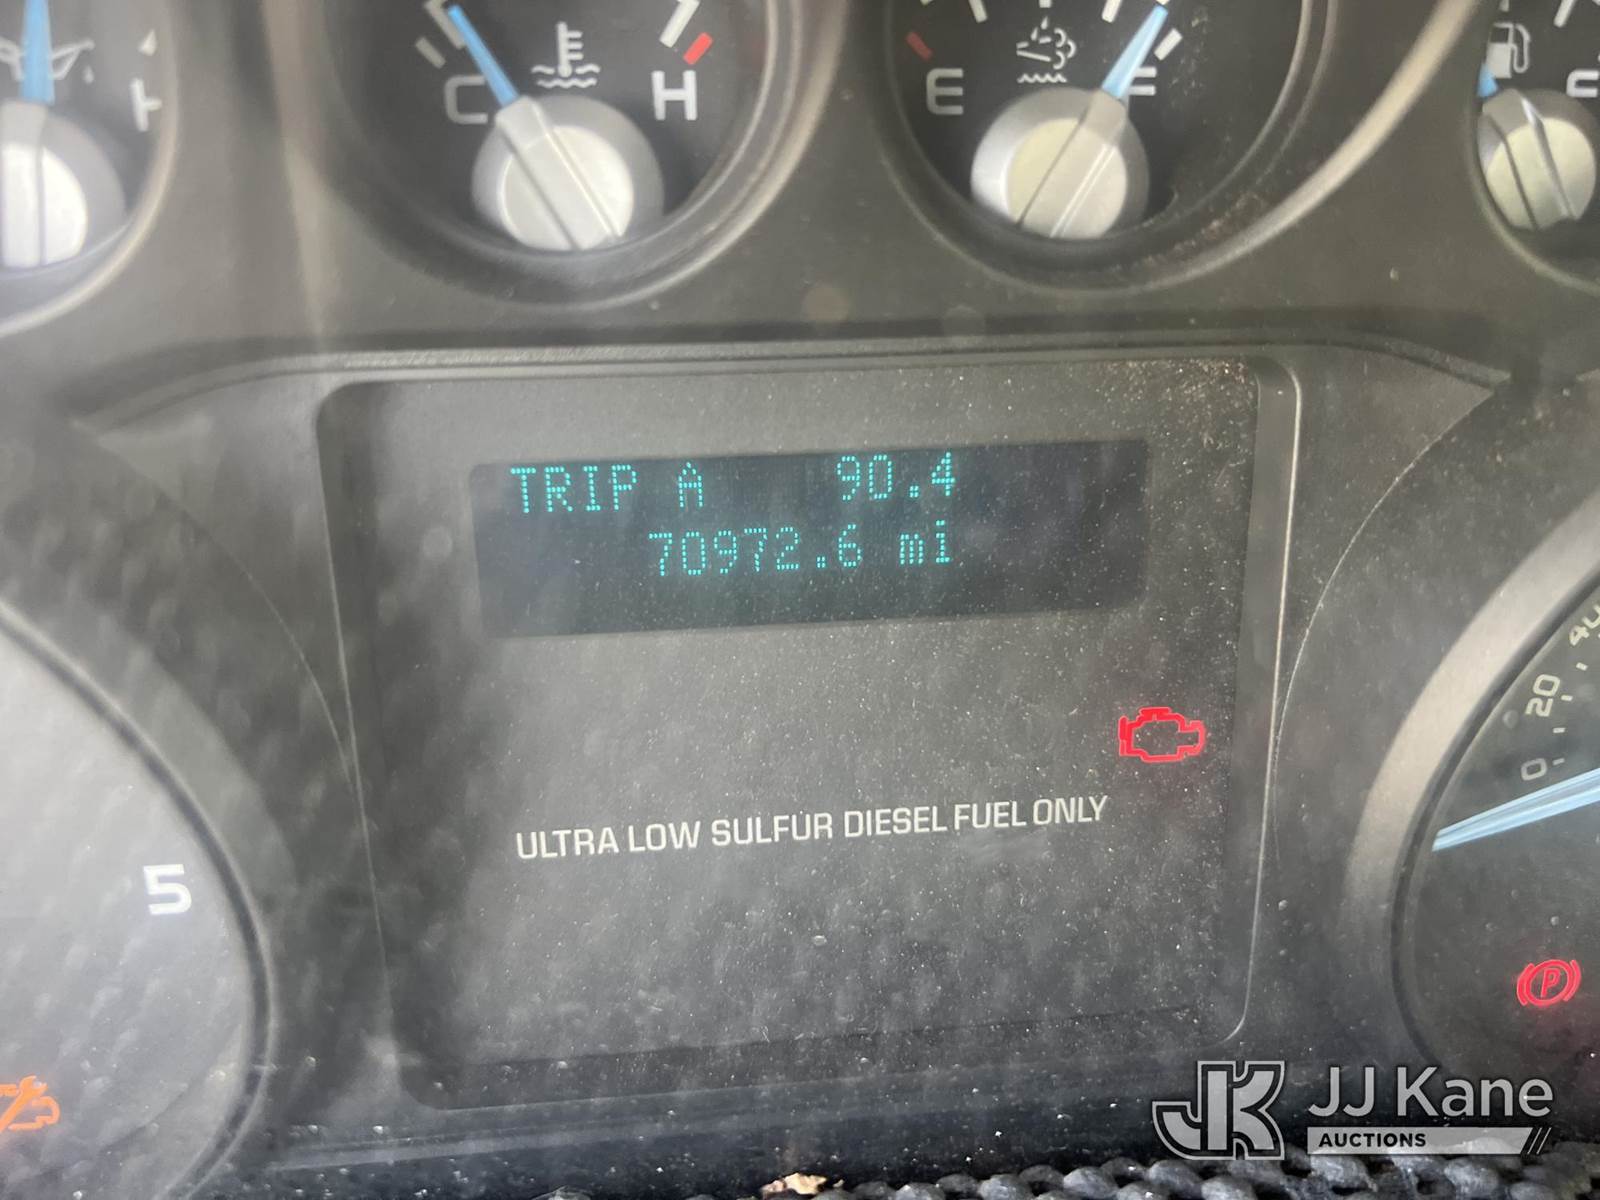 C H
E F
H
E
TRIP A 90.4
70972.6 mi
ULTRA LOW SULFUR DIESEL FUEL ONLY
5
0 20 40
P
JK JJ Kane
AUCTIONS